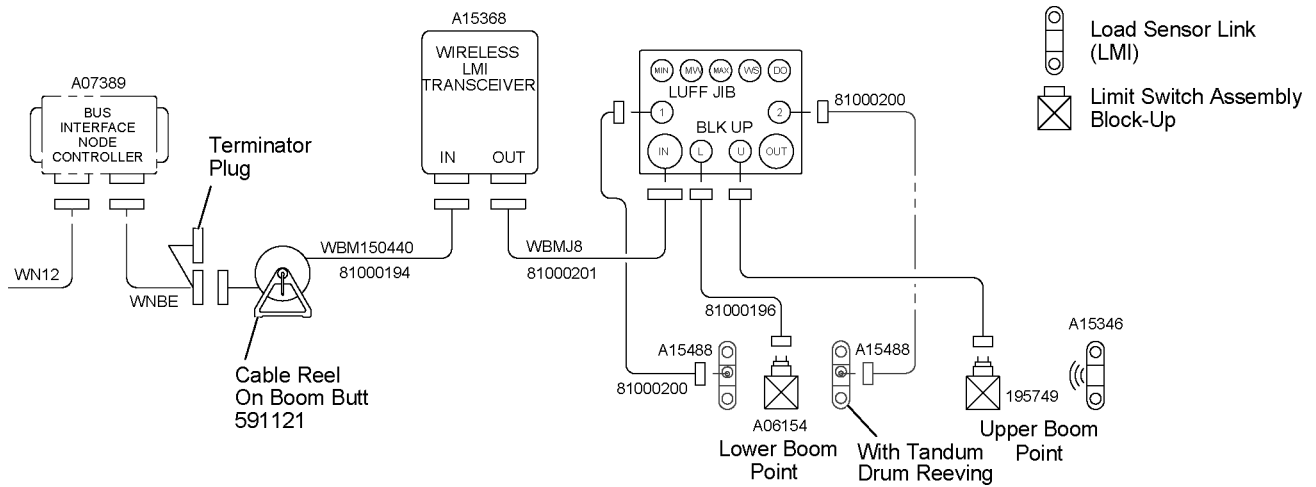 A15368
WIRELESS
LMI
TRANSCEIVER
IN
OUT
A07389
BUS
INTERFACE
NODE
CONTROLLER
Terminator
Plug
MIN
MW
MAX
WS
DO
LUFF JIB
1
2
BLK UP
IN
L
U
OUT
81000200
Load Sensor Link
(LMI)
Limit Switch Assembly
Block-Up
WN12
WNBE
WBM150440
81000194
WBMJ8
81000201
81000196
Cable Reel
On Boom Butt
591121
A15488
81000200
A06154
Lower Boom
Point
A15488
With Tandum
Drum Reeving
195749
Upper Boom
Point
A15346